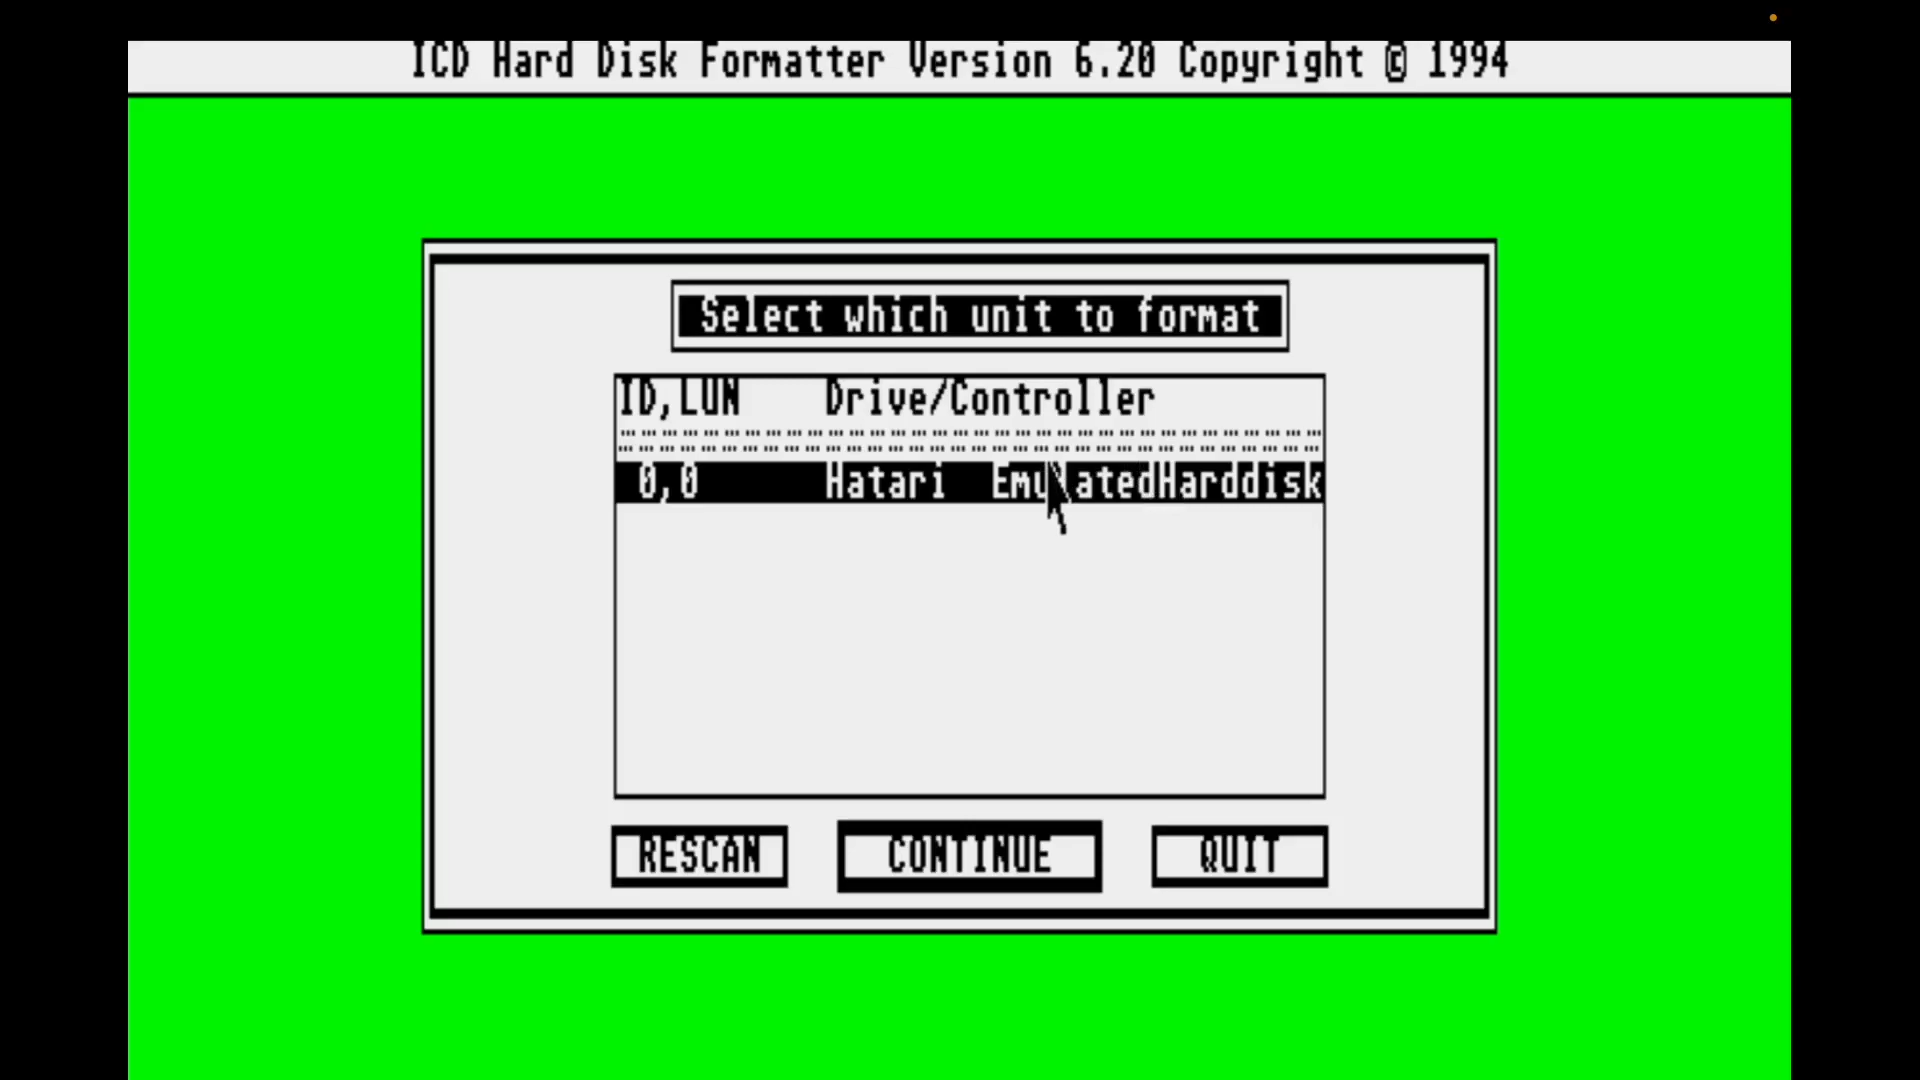 ICD Hard Disk Formatter Version 6.20 Copyright © 1994
Select which unit to format
ID,LUN Drive/Controller
0,0 Hatari EmulatedHarddisk
RESCAN CONTINUE QUIT